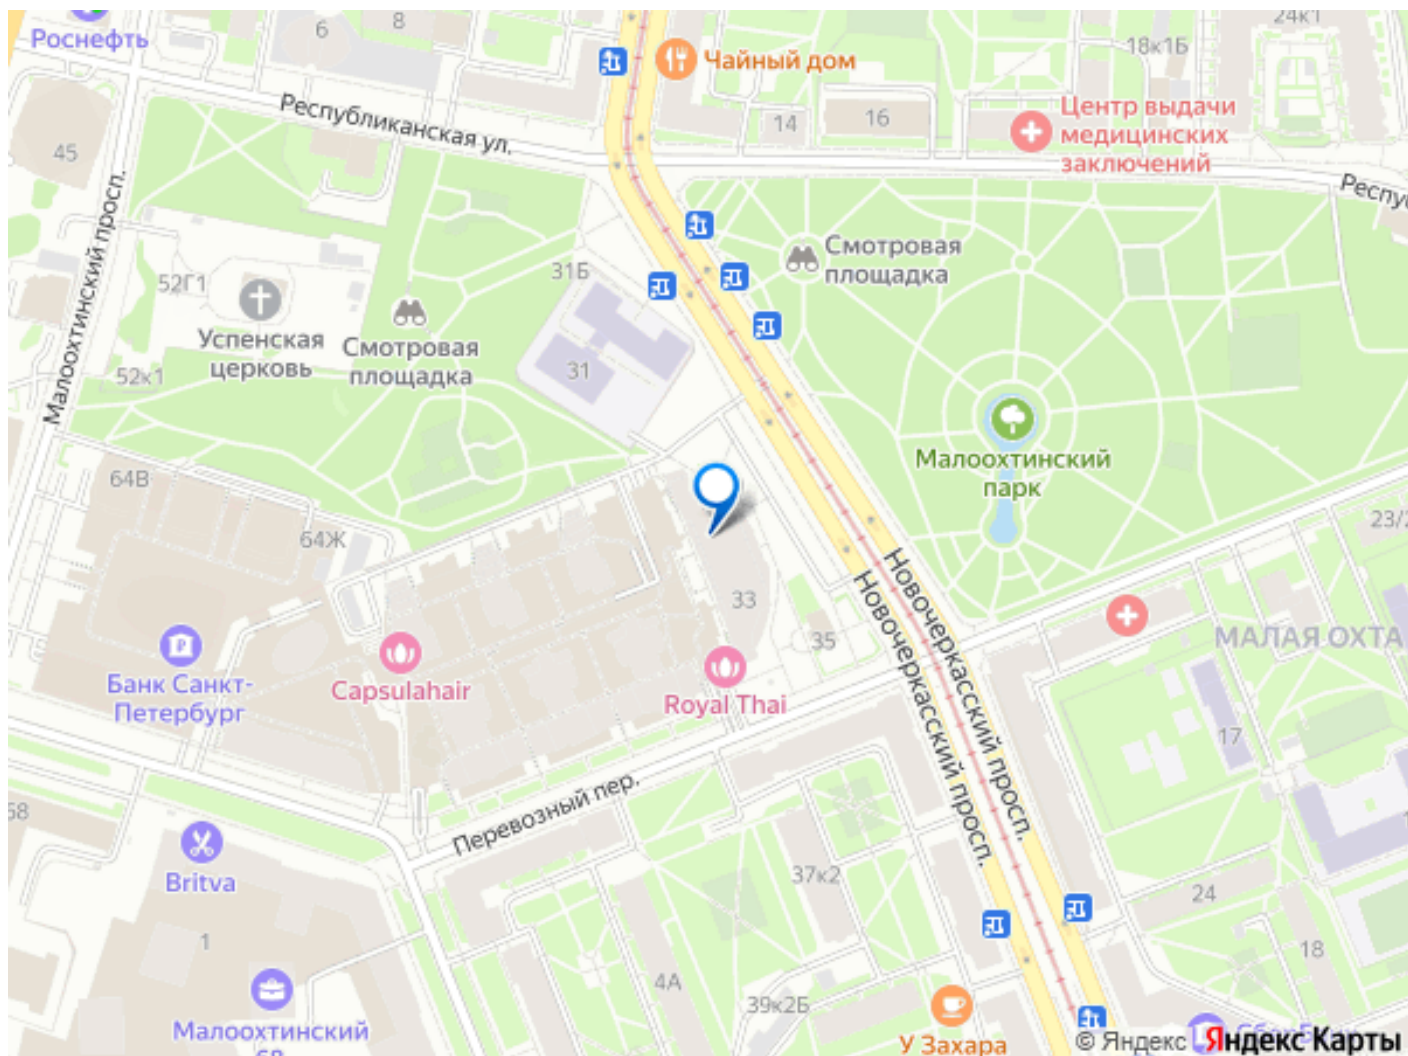 Роснефть
6
8
Чайный дом
24к1
18к1Б
Центр выдачи
медицинских
заключений
14
16
Республиканская ул.
45
Малоохтинский просп.
52Г1
Успенская
церковь
52к1
Смотровая
площадка
31Б
31
Смотровая
площадка
Малоохтинский
парк
64В
64Ж
33
35
23/2
МАЛАЯ ОХТА
Новочеркасский просп.
Новочеркасский просп.
Банк Санкт-
Петербург
Capsulahair
Royal Thai
17
Перевозный пер.
Britva
1
37к2
24
18
4А
39к2Б
Малоохтинский
У Захара
© Яндекс Яндекс Карты